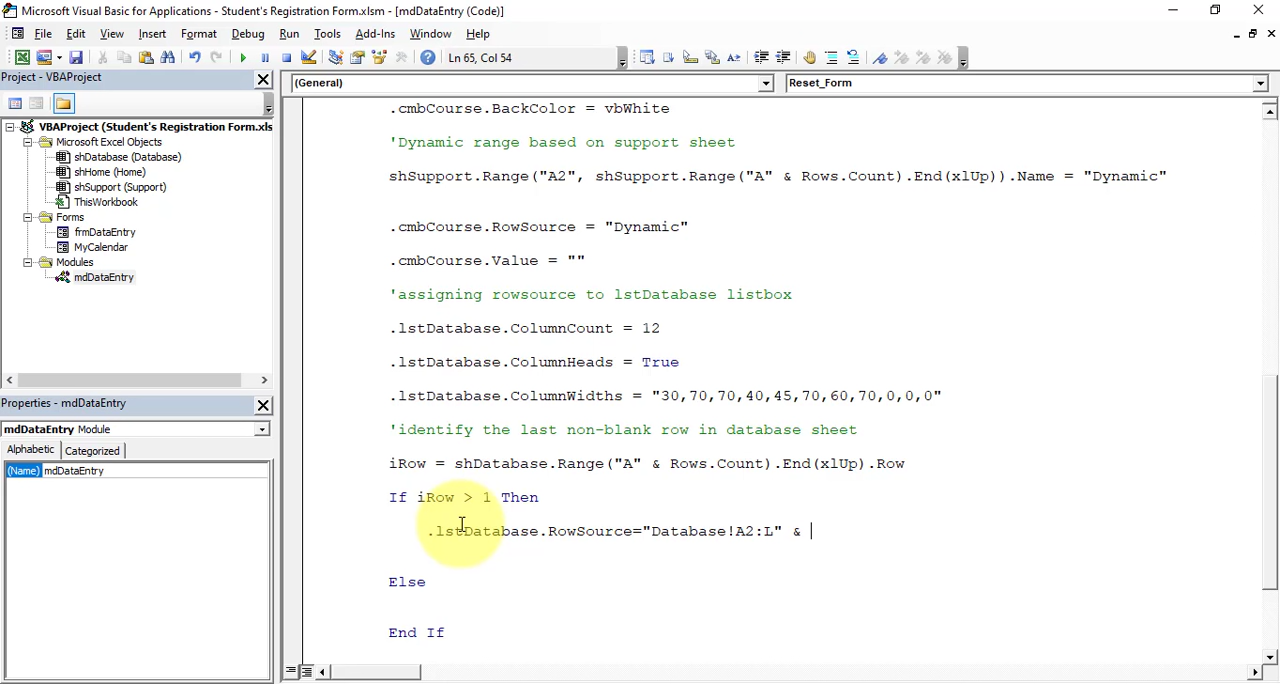 Microsoft Visual Basic for Applications - Student's Registration Form.xlsm - [mdDataEntry (Code)]
File Edit View Insert Format Debug Run Tools Add-Ins Window Help
Ln 65, Col 54
Project - VBAProject
(General)
Reset_Form
VBAProject (Student's Registration Form.xls
Microsoft Excel Objects
shDatabase (Database)
shHome (Home)
shSupport (Support)
ThisWorkbook
Forms
frmDataEntry
MyCalendar
Modules
mdDataEntry
Properties - mdDataEntry
mdDataEntry Module
Alphabetic Categorized
(Name) mdDataEntry
.cmbCourse.BackColor = vbWhite
'Dynamic range based on support sheet
shSupport.Range("A2", shSupport.Range("A" & Rows.Count).End(xlUp)).Name = "Dynamic"
.cmbCourse.RowSource = "Dynamic"
.cmbCourse.Value = ""
'assigning rowsource to lstDatabase listbox
.lstDatabase.ColumnCount = 12
.lstDatabase.ColumnHeads = True
.lstDatabase.ColumnWidths = "30,70,70,40,45,70,60,70,0,0,0"
'identify the last non-blank row in database sheet
iRow = shDatabase.Range("A" & Rows.Count).End(xlUp).Row
If iRow > 1 Then
.lstDatabase.RowSource="Database!A2:L" &
Else
End If